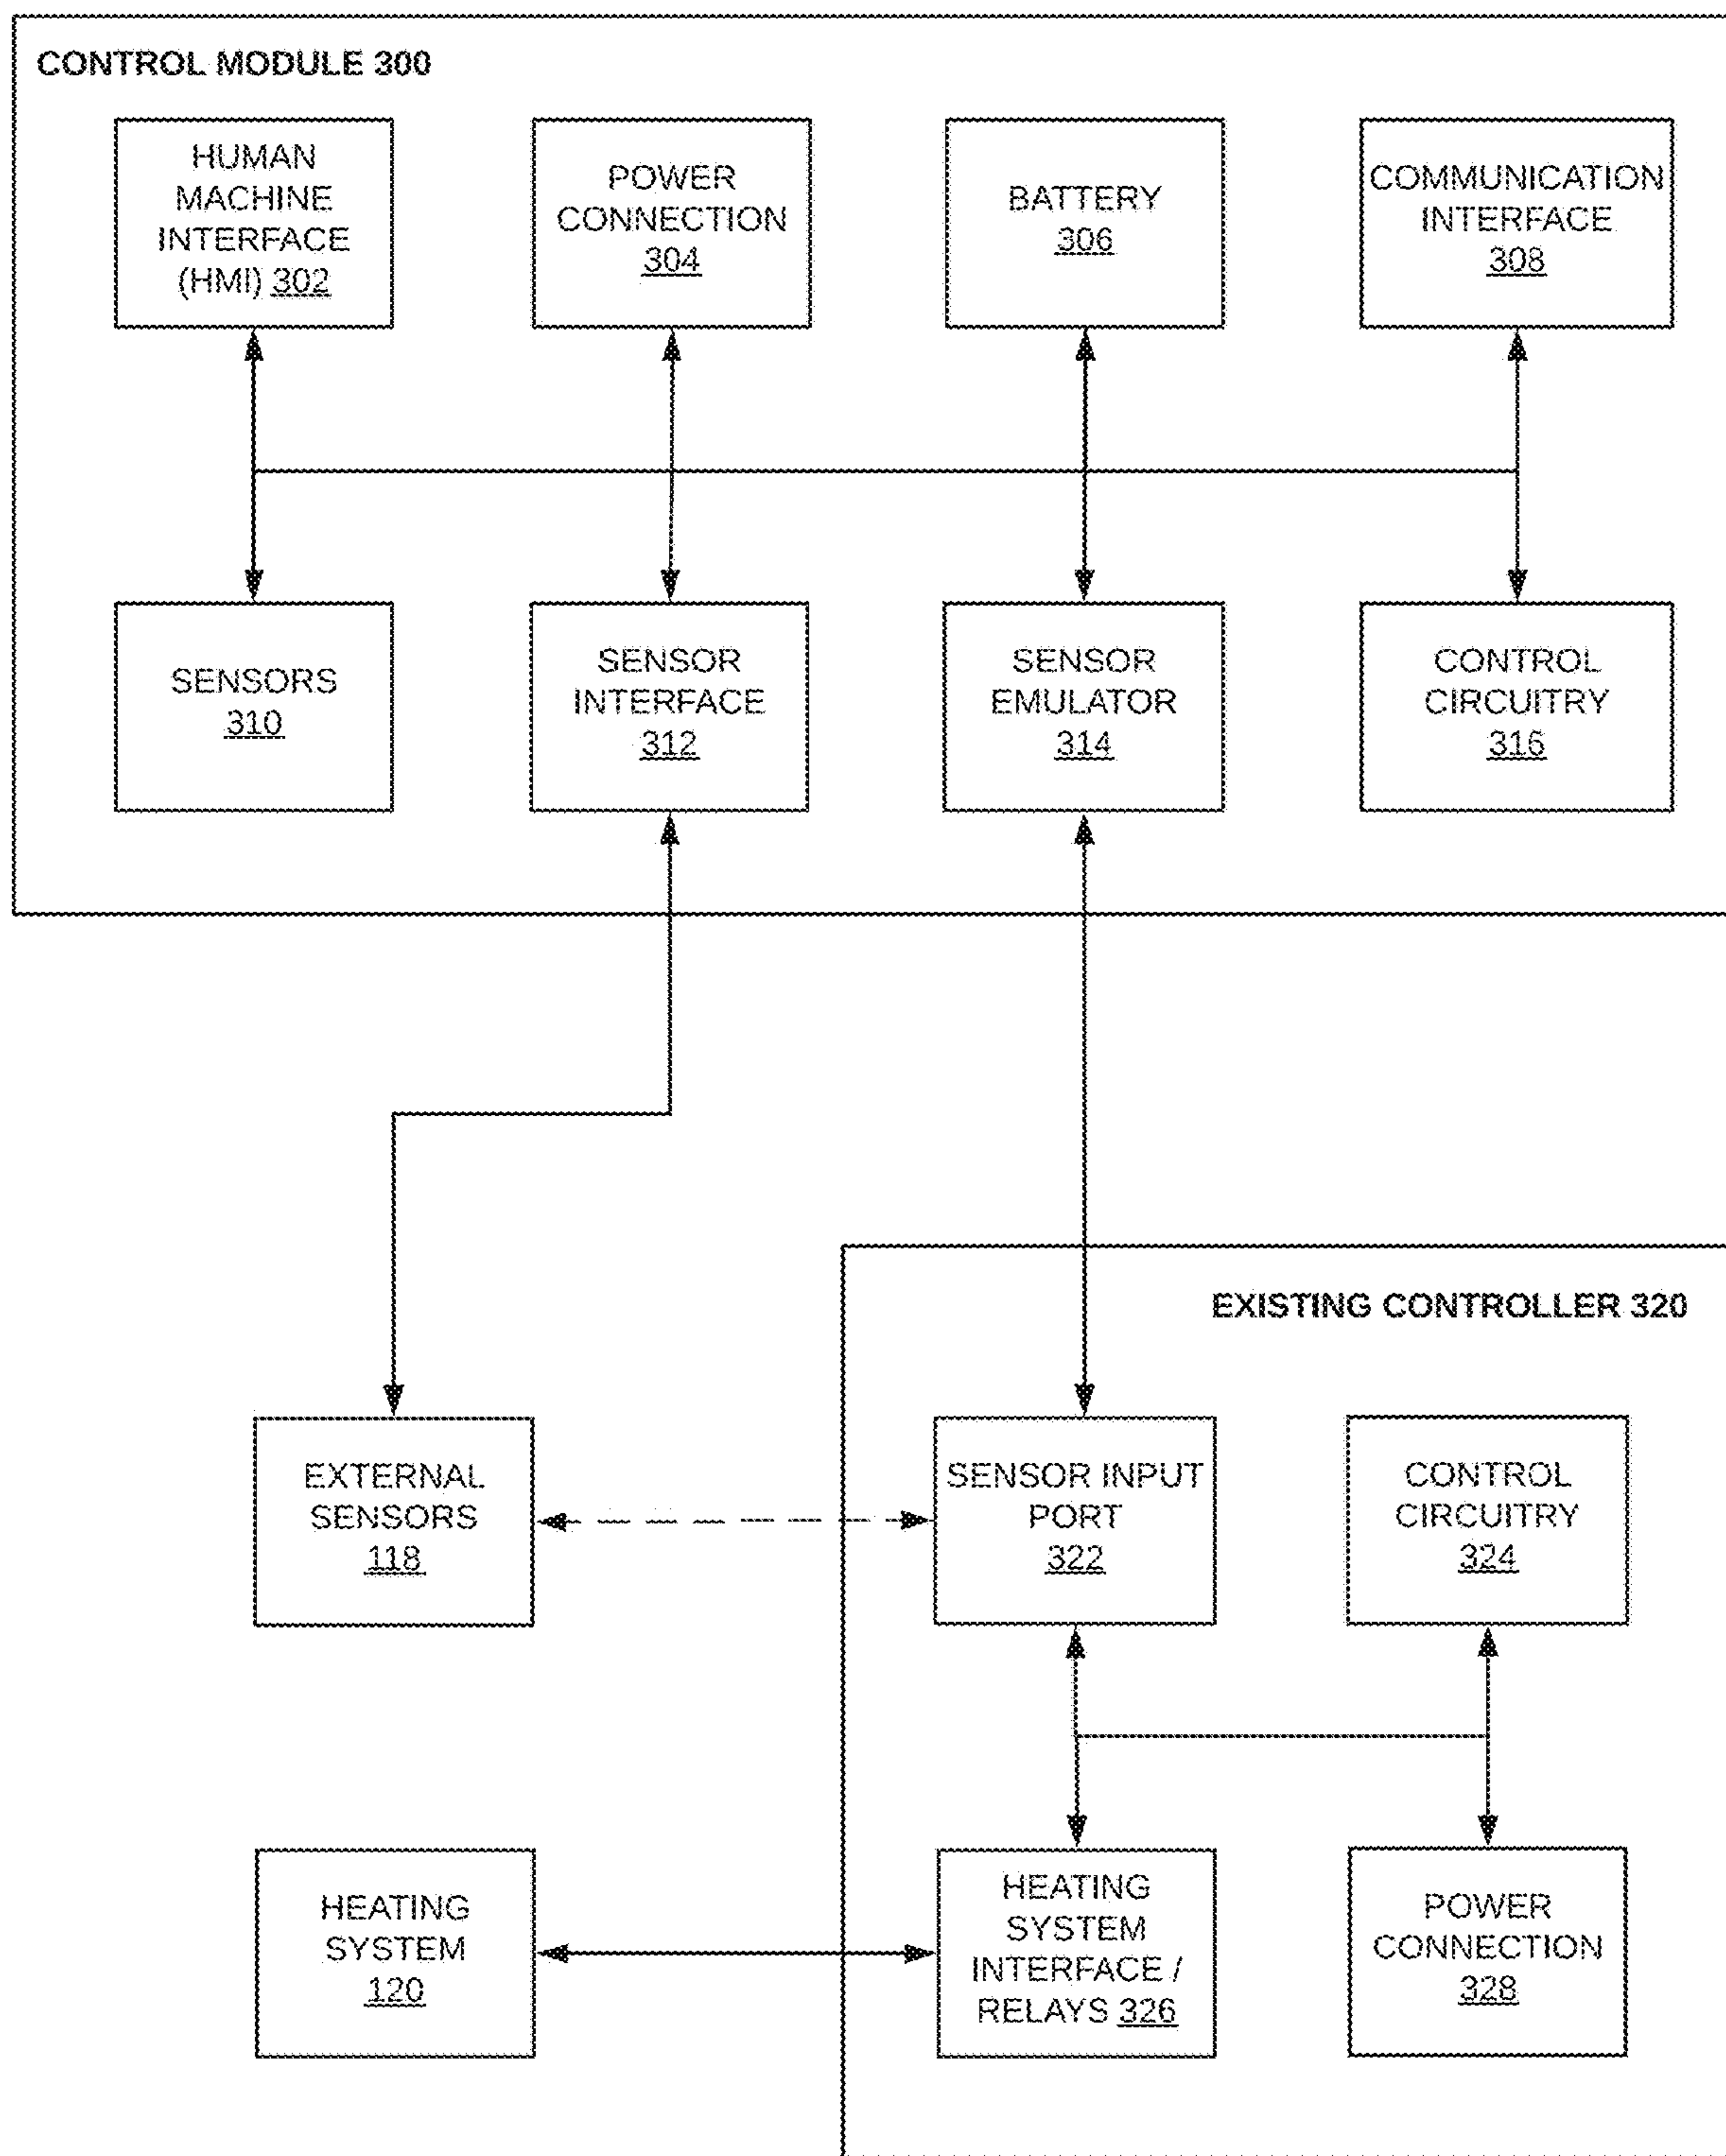 CONTROL MODULE 300
HUMAN
MACHINE
INTERFACE
(HMI) 302
POWER
CONNECTION
304
BATTERY
306
COMMUNICATION
INTERFACE
308
SENSORS
310
SENSOR
INTERFACE
312
SENSOR
EMULATOR
314
CONTROL
CIRCUITRY
316
EXISTING CONTROLLER 320
EXTERNAL
SENSORS
118
SENSOR INPUT
PORT
322
CONTROL
CIRCUITRY
324
HEATING
SYSTEM
120
HEATING
SYSTEM
INTERFACE /
RELAYS 326
POWER
CONNECTION
328